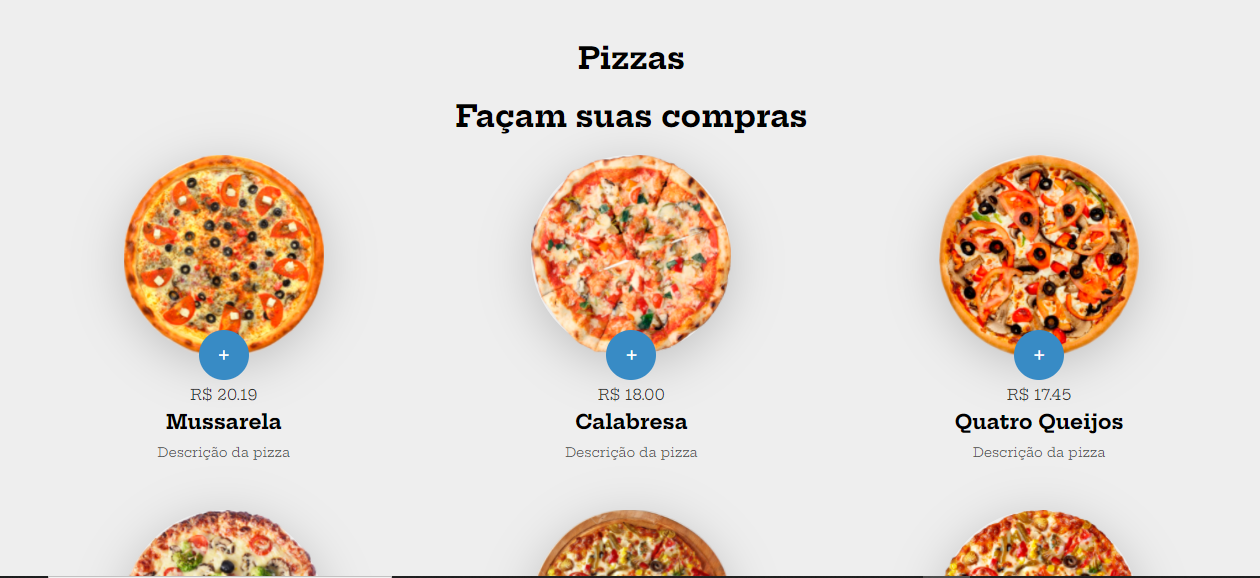 Pizzas
Façam suas compras
+ + +
R$ 20.19 R$ 18.00 R$ 17.45
Mussarela Calabresa Quatro Queijos
Descrição da pizza Descrição da pizza Descrição da pizza